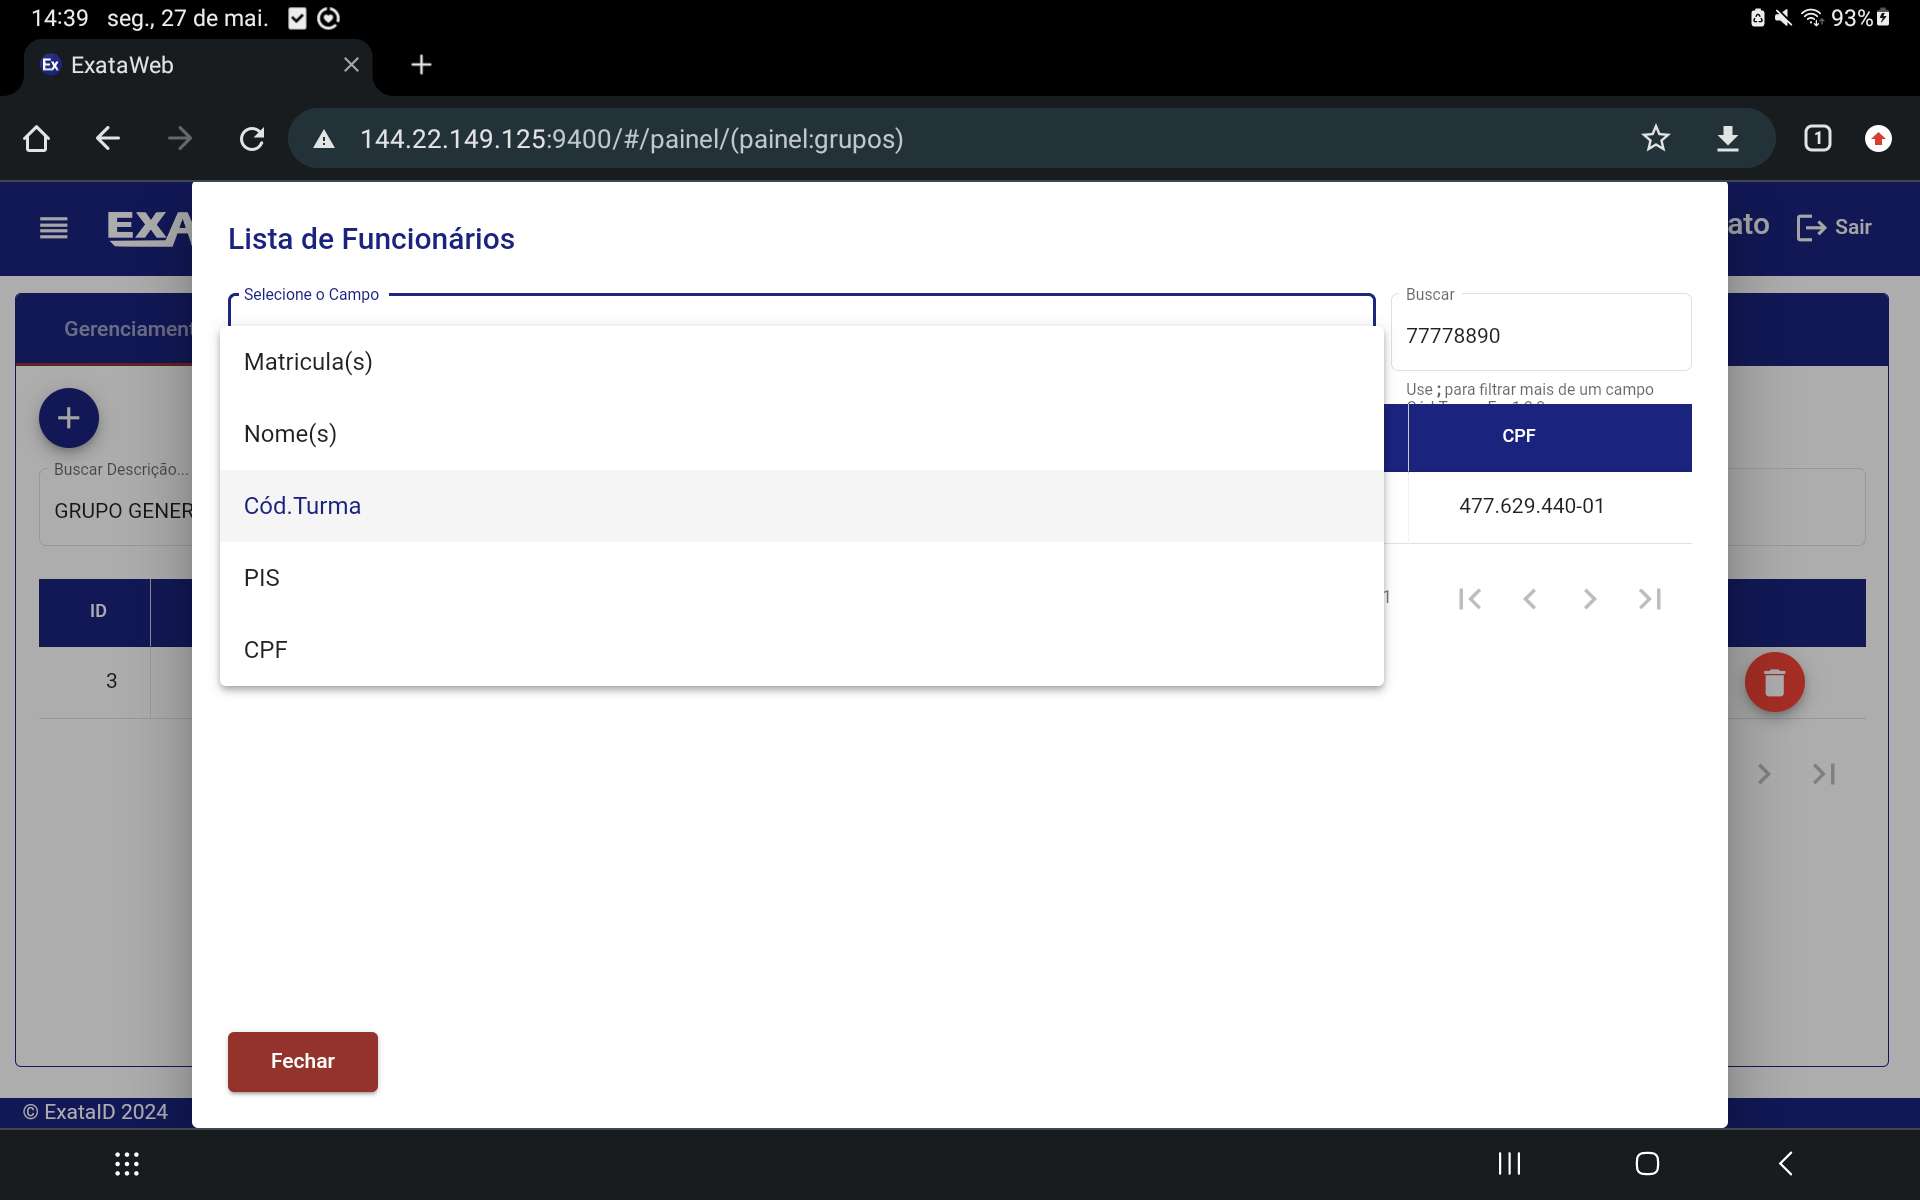 14:39 seg., 27 de mai. 93%
Ex ExataWeb
144.22.149.125:9400/#/painel/(painel:grupos) 1
EXA ato Sair
Lista de Funcionários
Selecione o Campo Buscar
Gerenciament 77778890
Matricula(s)
Use ; para filtrar mais de um campo
Nome(s) CPF
Buscar Descrição...
Cód.Turma 477.629.440-01
GRUPO GENER
PIS
1
ID
CPF
3
Fechar
© ExataID 2024